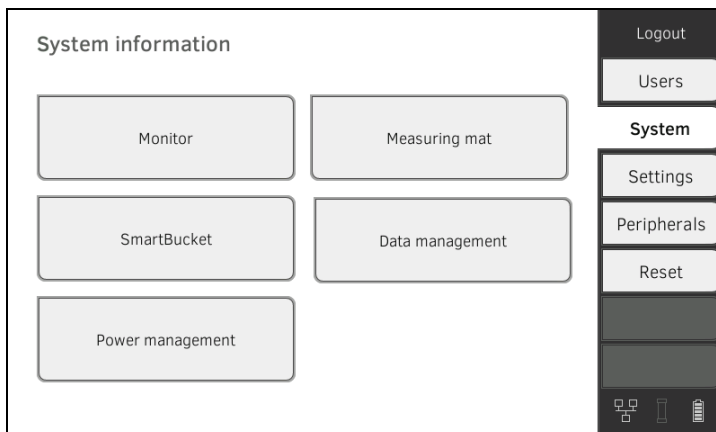 System information
Monitor
Measuring mat
SmartBucket
Data management
Power management
Logout
Users
System
Settings
Peripherals
Reset